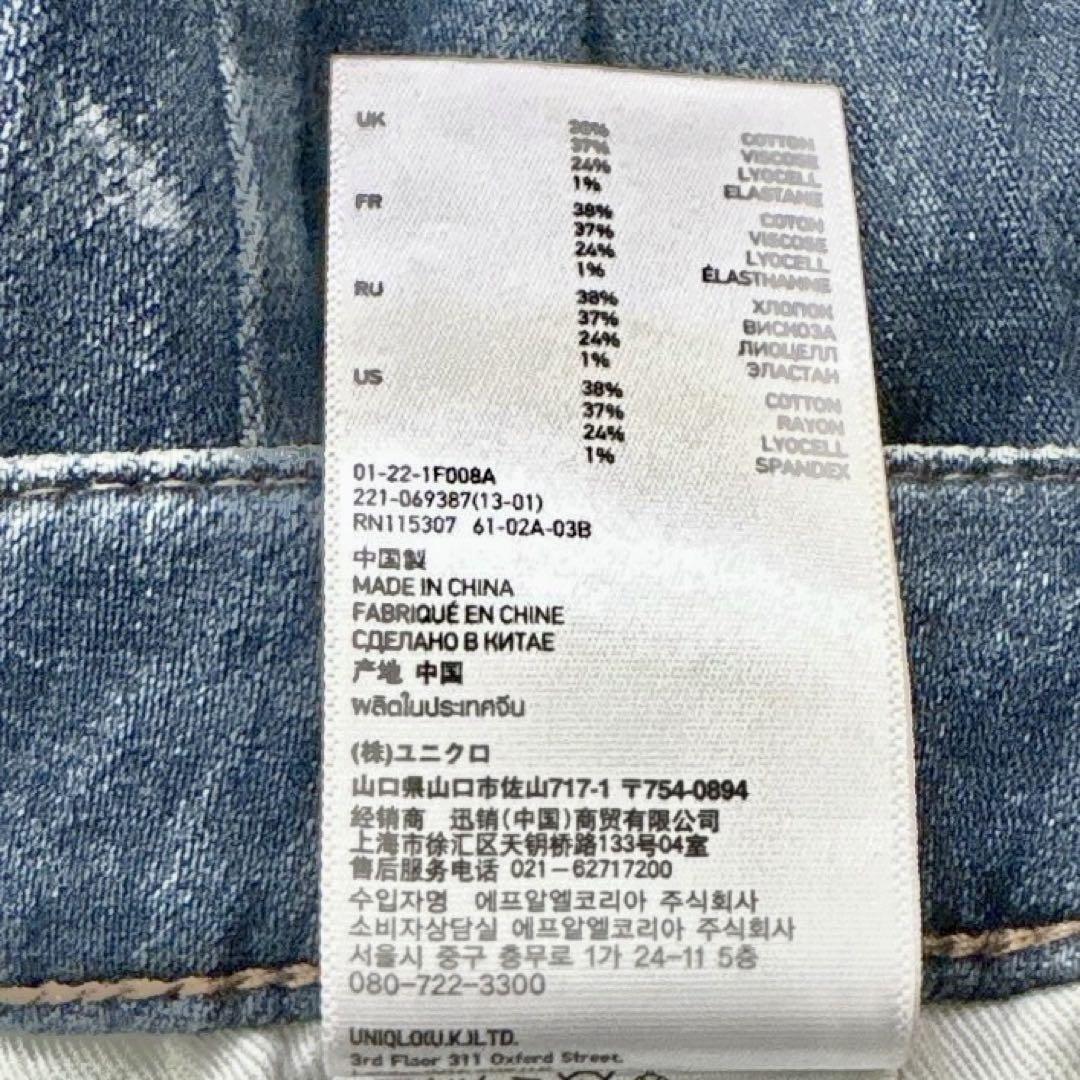 UK 38% COTTON
37% VISCOSE
24% LYOCELL
1% ELASTANE
FR 38% COTON
37% VISCOSE
24% LYOCELL
1% ÉLASTHANNE
RU 38% ХЛОПОК
37% ВИСКОЗА
24% ЛИОЦЕЛЛ
1% ЭЛАСТАН
US 38% COTTON
37% RAYON
24% LYOCELL
1% SPANDEX
01-22-1F008A
221-069387(13-01)
RN115307 61-02A-03B
中国製
MADE IN CHINA
FABRIQUÉ EN CHINE
СДЕЛАНО В КИТАЕ
产地 中国
ผลิตในประเทศจีน
(株)ユニクロ
山口県山口市佐山717-1 〒754-0894
经销商 迅销(中国)商贸有限公司
上海市徐汇区天钥桥路133号04室
售后服务电话 021-62717200
수입자명 에프알엘코리아 주식회사
소비자상담실 에프알엘코리아 주식회사
서울시 중구 충무로 1가 24-11 5층
080-722-3300
UNIQLO(U.K.)LTD.
3rd Floor 311 Oxford Street.